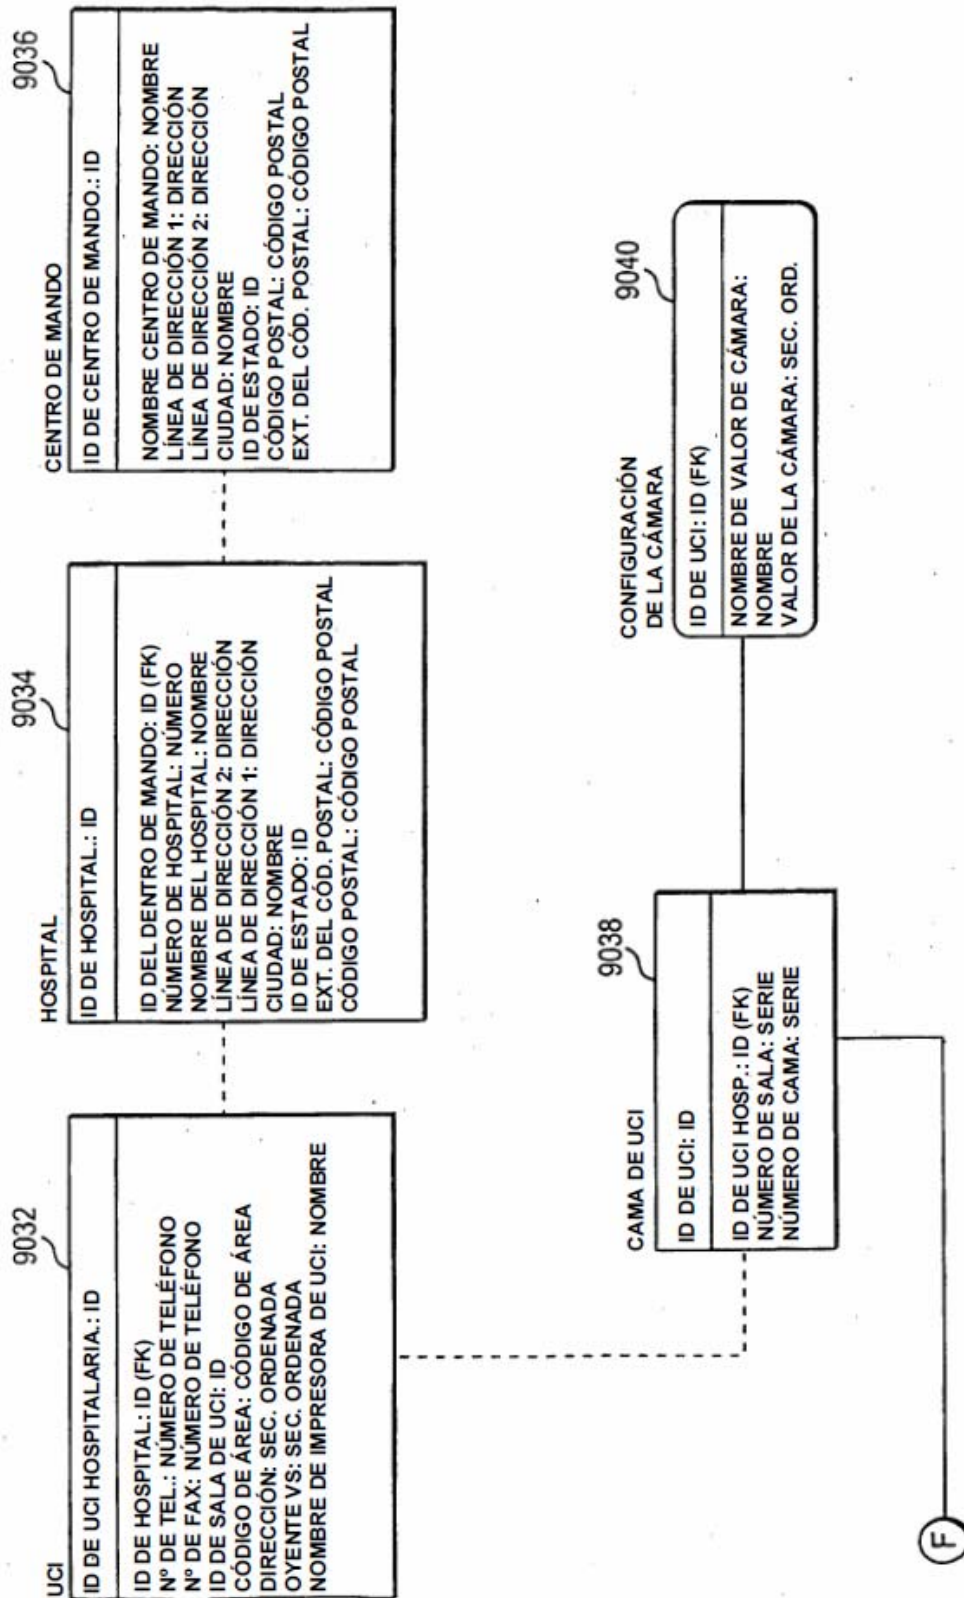 9032
UCI
ID DE UCI HOSPITALARIA.: ID
ID DE HOSPITAL: ID (FK)
Nº DE TEL.: NÚMERO DE TELÉFONO
Nº DE FAX: NÚMERO DE TELÉFONO
ID DE SALA DE UCI: ID
CÓDIGO DE ÁREA: CÓDIGO DE ÁREA
DIRECCIÓN: SEC. ORDENADA
OYENTE VS: SEC. ORDENADA
NOMBRE DE IMPRESORA DE UCI: NOMBRE
9034
HOSPITAL
ID DE HOSPITAL.: ID
ID DEL DENTRO DE MANDO: ID (FK)
NÚMERO DE HOSPITAL: NÚMERO
NOMBRE DEL HOSPITAL: NOMBRE
LÍNEA DE DIRECCIÓN 2: DIRECCIÓN
LÍNEA DE DIRECCIÓN 1: DIRECCIÓN
CIUDAD: NOMBRE
ID DE ESTADO: ID
EXT. DEL CÓD. POSTAL: CÓDIGO POSTAL
CÓDIGO POSTAL: CÓDIGO POSTAL
9036
CENTRO DE MANDO
ID DE CENTRO DE MANDO.: ID
NOMBRE CENTRO DE MANDO: NOMBRE
LÍNEA DE DIRECCIÓN 1: DIRECCIÓN
LÍNEA DE DIRECCIÓN 2: DIRECCIÓN
CIUDAD: NOMBRE
ID DE ESTADO: ID
CÓDIGO POSTAL: CÓDIGO POSTAL
EXT. DEL CÓD. POSTAL: CÓDIGO POSTAL
9038
CAMA DE UCI
ID DE UCI: ID
ID DE UCI HOSP.: ID (FK)
NÚMERO DE SALA: SERIE
NÚMERO DE CAMA: SERIE
9040
CONFIGURACIÓN
DE LA CÁMARA
ID DE UCI: ID (FK)
NOMBRE DE VALOR DE CÁMARA:
NOMBRE
VALOR DE LA CÁMARA: SEC. ORD.
F